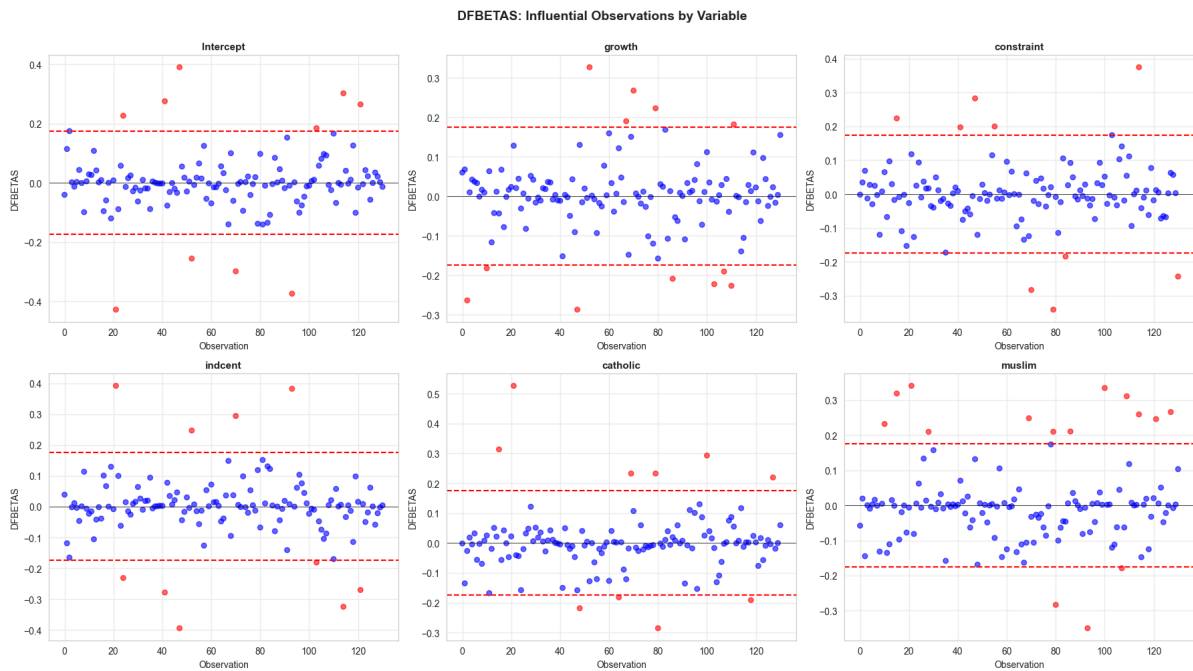 DFBETAS: Influential Observations by Variable
Intercept
DFBETAS
0.4
0.2
0.0
−0.2
−0.4
0 20 40 60 80 100 120
Observation
growth
DFBETAS
0.3
0.2
0.1
0.0
−0.1
−0.2
−0.3
0 20 40 60 80 100 120
Observation
constraint
DFBETAS
0.4
0.3
0.2
0.1
0.0
−0.1
−0.2
−0.3
0 20 40 60 80 100 120
Observation
indcent
DFBETAS
0.4
0.3
0.2
0.1
0.0
−0.1
−0.2
−0.3
−0.4
0 20 40 60 80 100 120
Observation
catholic
DFBETAS
0.5
0.4
0.3
0.2
0.1
0.0
−0.1
−0.2
−0.3
0 20 40 60 80 100 120
Observation
muslim
DFBETAS
0.3
0.2
0.1
0.0
−0.1
−0.2
−0.3
0 20 40 60 80 100 120
Observation